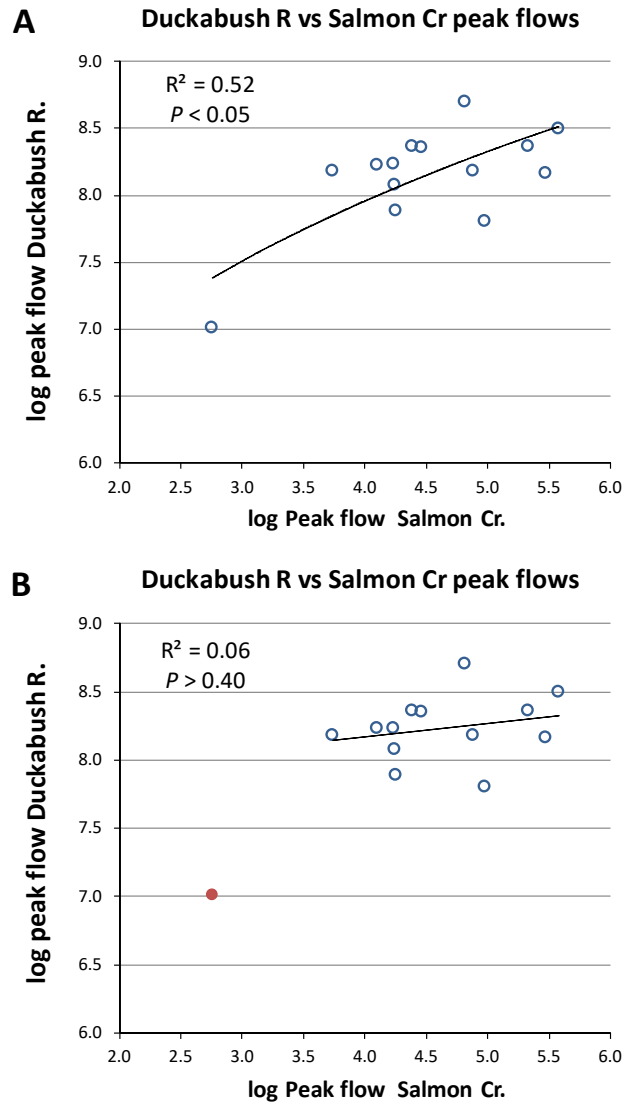 A
Duckabush R vs Salmon Cr peak flows
R² = 0.52
P < 0.05
log peak flow Duckabush R.
9.0
8.5
8.0
7.5
7.0
6.5
6.0
2.0 2.5 3.0 3.5 4.0 4.5 5.0 5.5 6.0
log Peak flow Salmon Cr.
B
Duckabush R vs Salmon Cr peak flows
R² = 0.06
P > 0.40
log peak flow Duckabush R.
9.0
8.5
8.0
7.5
7.0
6.5
6.0
2.0 2.5 3.0 3.5 4.0 4.5 5.0 5.5 6.0
log Peak flow Salmon Cr.